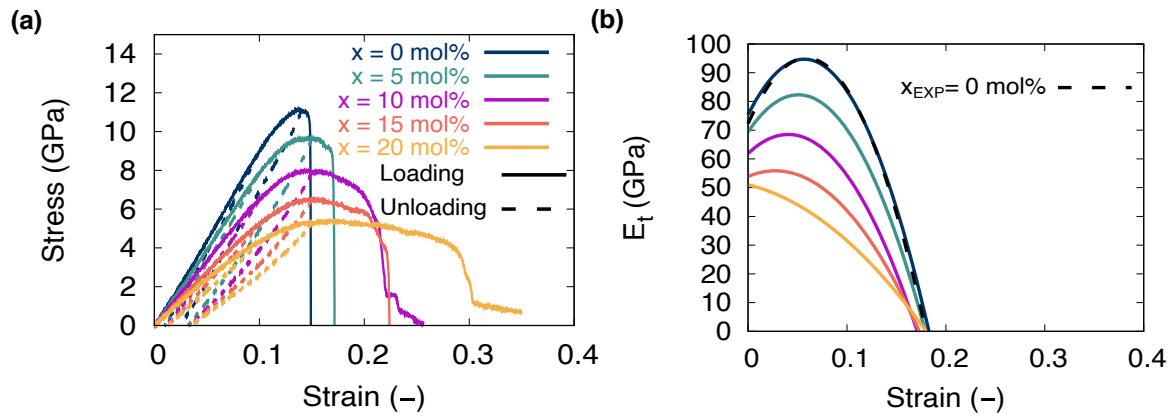 (a)
14
12
10
8
6
4
2
0
Stress (GPa)
x = 0 mol%
x = 5 mol%
x = 10 mol%
x = 15 mol%
x = 20 mol%
Loading
Unloading
0 0.1 0.2 0.3 0.4
Strain (–)
(b)
100
90
80
70
60
50
40
30
20
10
0
Et (GPa)
xEXP= 0 mol%
0 0.1 0.2 0.3 0.4
Strain (–)